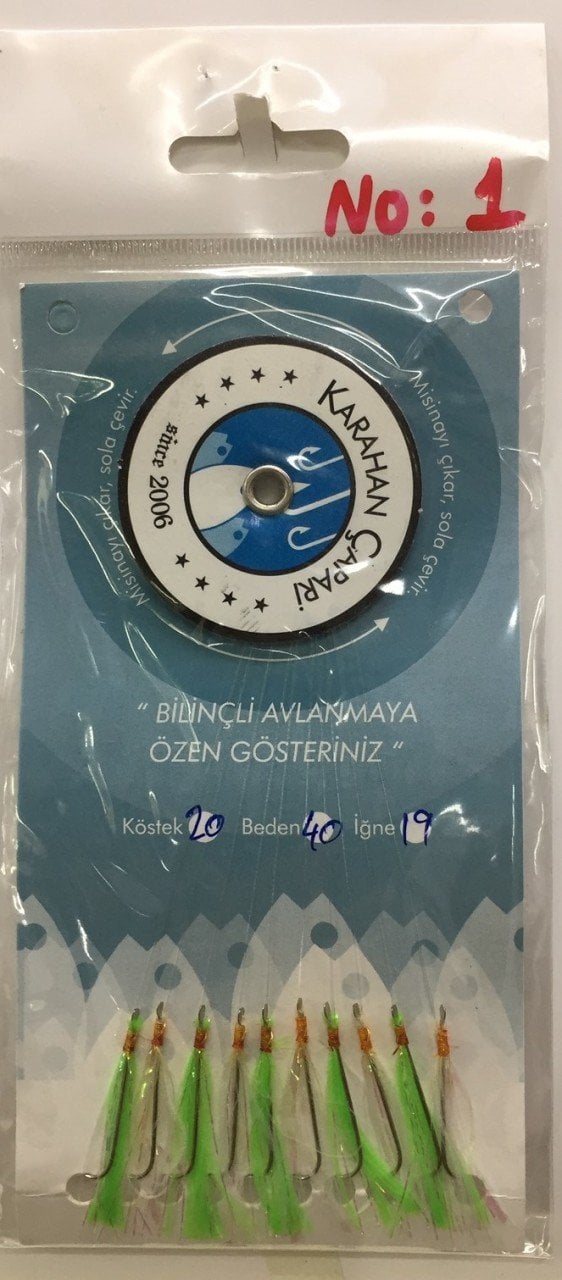 No: 1
KARAHAN ÇAPARİ
since 2006
Misinayı çıkar, sola çevir.
Misinayı çıkar, sola çevir.
" BİLİNÇLİ AVLANMAYA
ÖZEN GÖSTERİNİZ "
Köstek 20 Beden 40 İğne 19